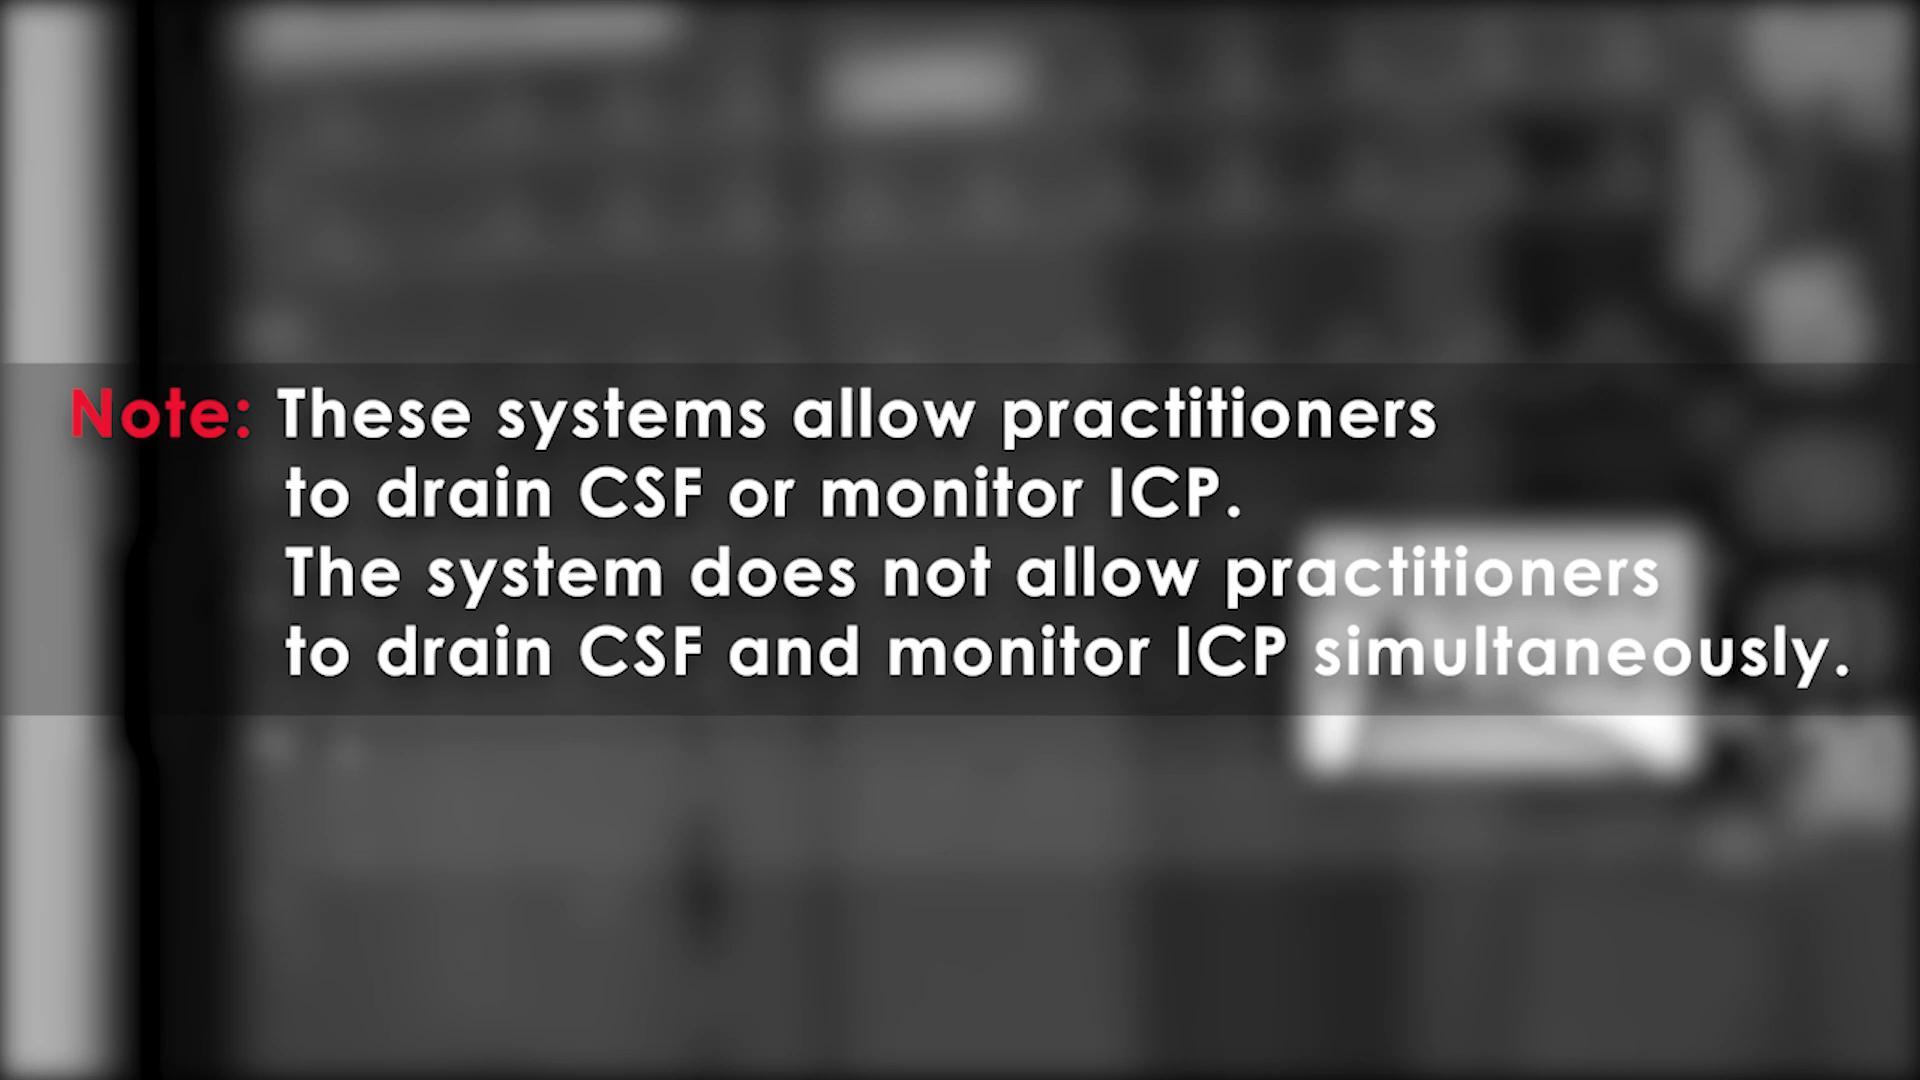 Note: These systems allow practitioners
to drain CSF or monitor ICP.
The system does not allow practitioners
to drain CSF and monitor ICP simultaneously.